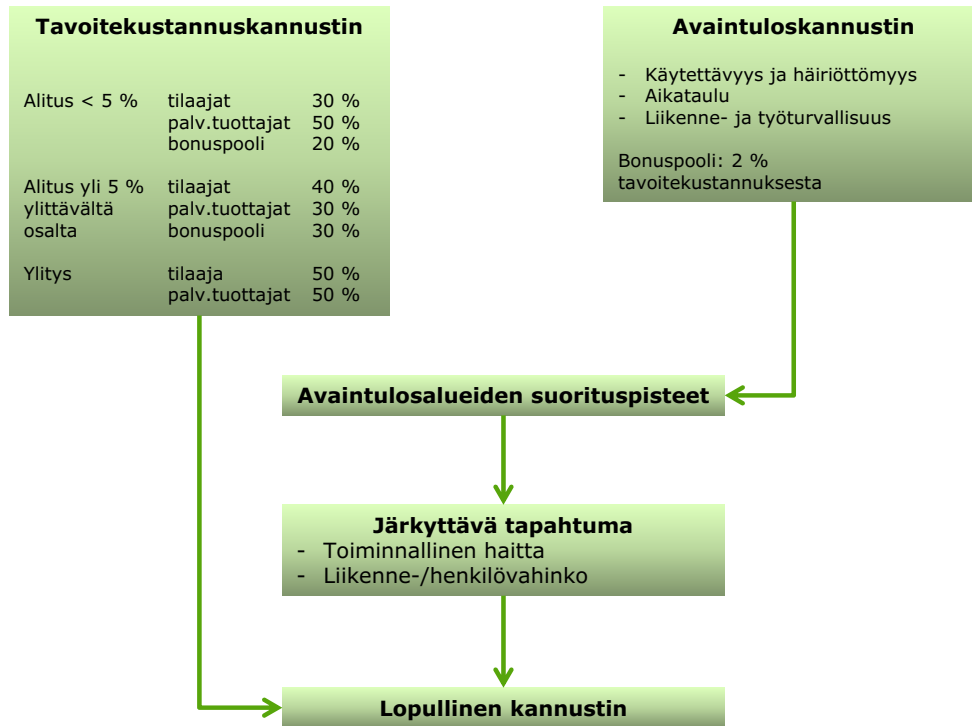 Tavoitekustannuskannustin
Alitus < 5 % tilaajat 30 %
palv.tuottajat 50 %
bonuspooli 20 %
Alitus yli 5 % tilaajat 40 %
ylittävältä palv.tuottajat 30 %
osalta bonuspooli 30 %
Ylitys tilaaja 50 %
palv.tuottajat 50 %
Avaintuloskannustin
- Käytettävyys ja häiriöttömyys
- Aikataulu
- Liikenne- ja työturvallisuus
Bonuspooli: 2 %
tavoitekustannuksesta
Avaintulosalueiden suorituspisteet
Järkyttävä tapahtuma
- Toiminnallinen haitta
- Liikenne-/henkilövahinko
Lopullinen kannustin